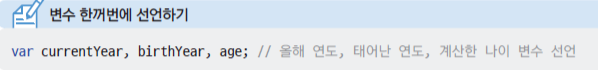 변수 한꺼번에 선언하기
var currentYear, birthYear, age; // 올해 연도, 태어난 연도, 계산한 나이 변수 선언